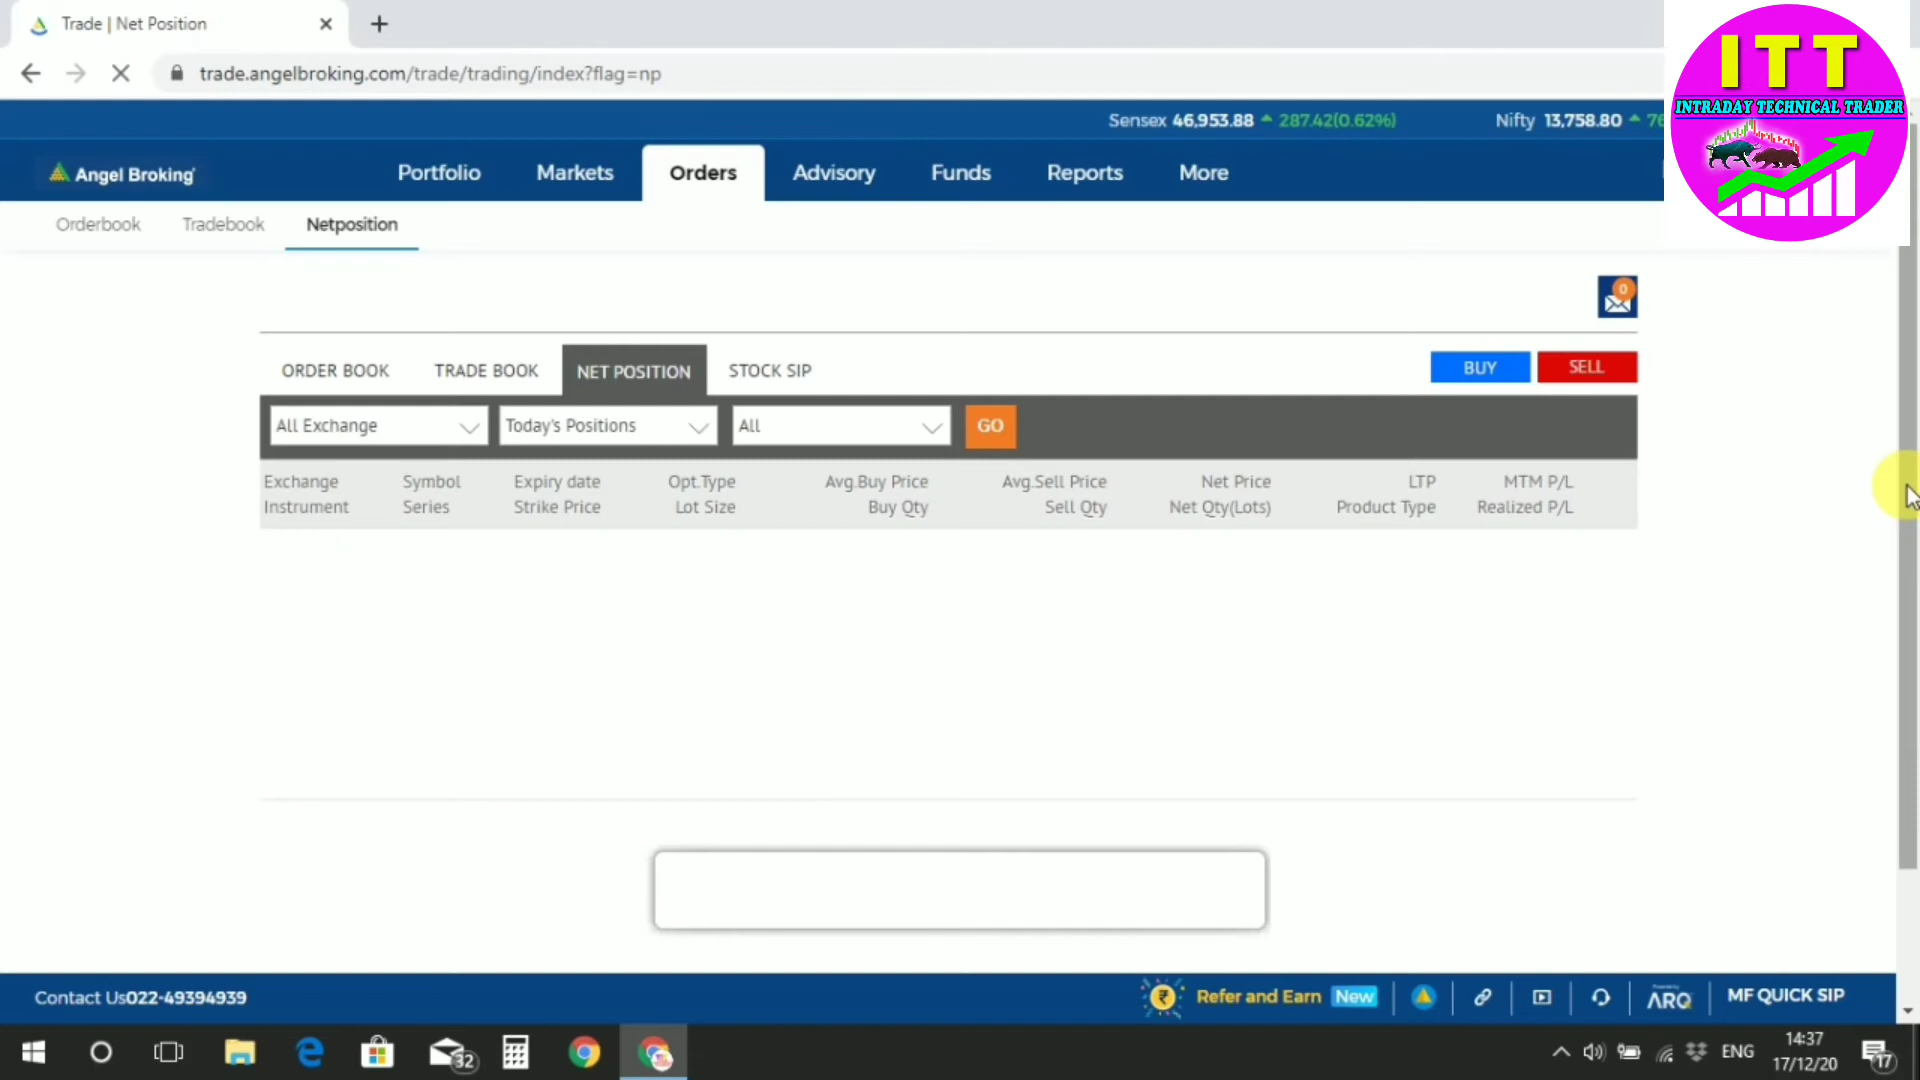 Trade | Net Position
trade.angelbroking.com/trade/trading/index?flag=np
ITT
INTRADAY TECHNICAL TRADER
Sensex 46,953.88 287.42(0.62%) Nifty 13,758.80 76
Angel Broking
Portfolio Markets Orders Advisory Funds Reports More
Orderbook Tradebook Netposition
0
ORDER BOOK TRADE BOOK NET POSITION STOCK SIP BUY SELL
All Exchange Today's Positions All GO
Exchange Symbol Expiry date Opt.Type Avg.Buy Price Avg.Sell Price Net Price LTP MTM P/L
Instrument Series Strike Price Lot Size Buy Qty Sell Qty Net Qty(Lots) Product Type Realized P/L
Contact Us022-49394939 Refer and Earn New ARQ MF QUICK SIP
32 ENG 14:37
17/12/20 17